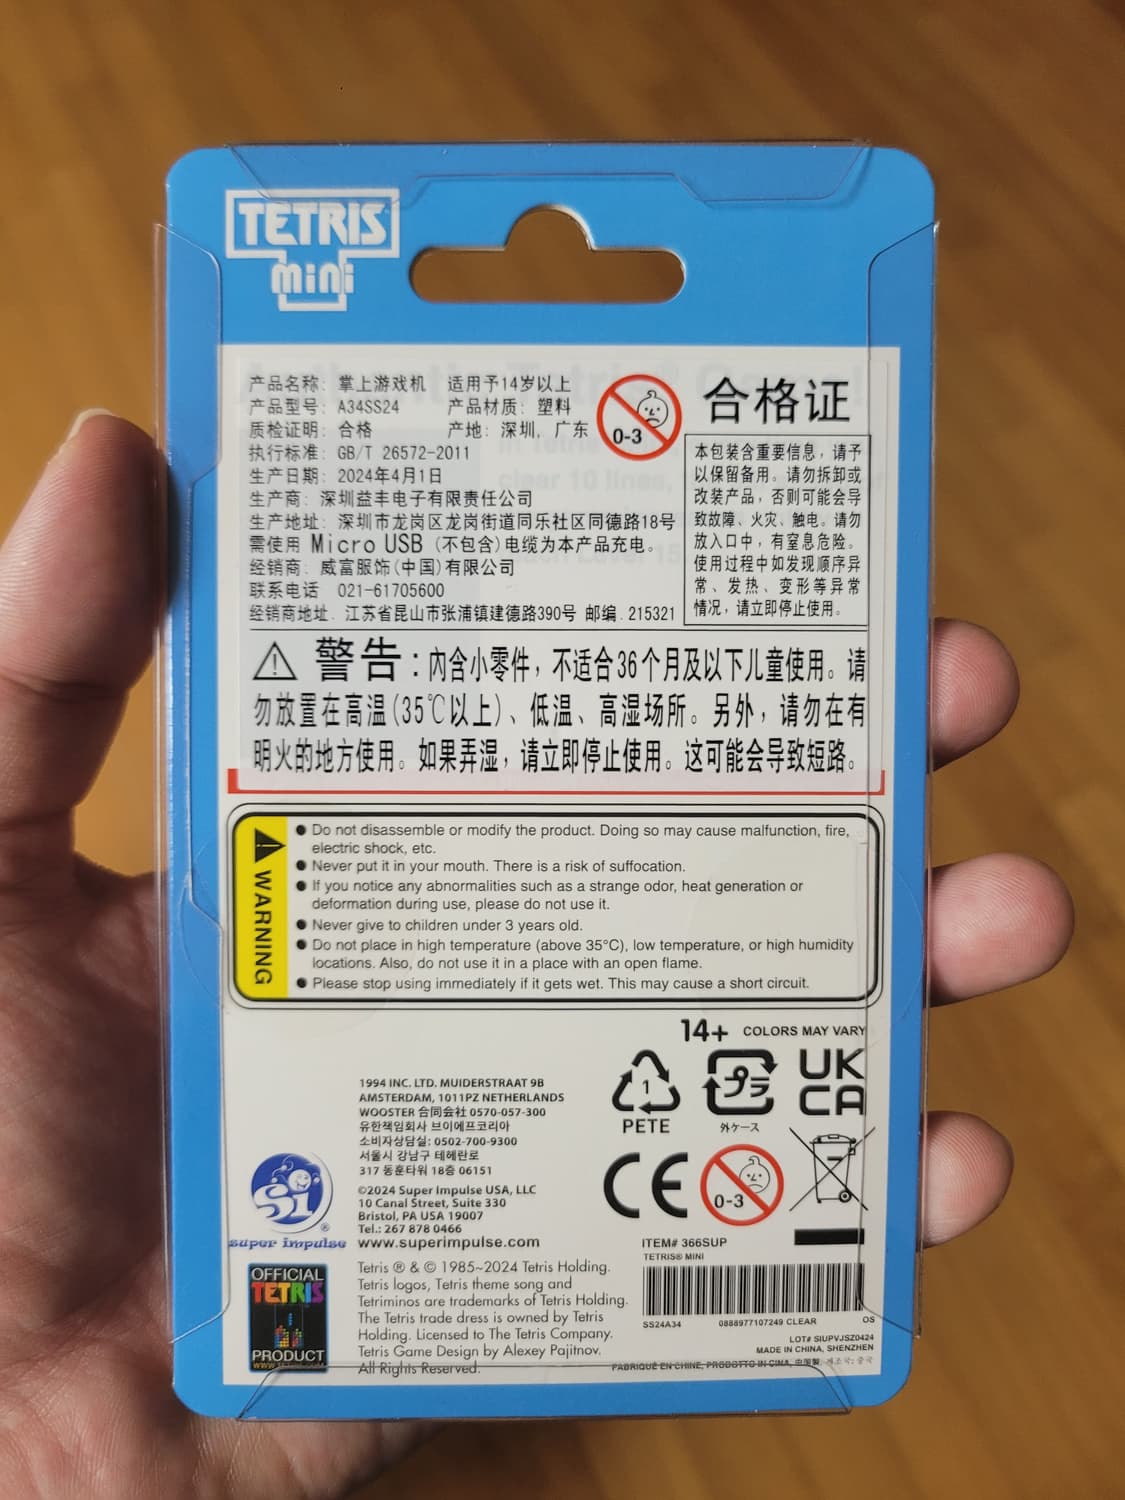 TETRIS
mini
产品名称: 掌上游戏机 适用予14岁以上
产品型号: A34SS24 产品材质: 塑料
质检证明: 合格 产地: 深圳, 广东
执行标准: GB/T 26572-2011
生产日期: 2024年4月1日
生产商: 深圳益丰电子有限责任公司
生产地址: 深圳市龙岗区龙岗街道同乐社区同德路18号
需使用 Micro USB (不包含)电缆为本产品充电。
经销商: 威富服饰(中国)有限公司
联系电话 021-61705600
经销商地址. 江苏省昆山市张浦镇建德路390号 邮编. 215321
0-3
合格证
本包装含重要信息, 请予
以保留备用。请勿拆卸或
改装产品, 否则可能会导
致故障、火灾、触电。请勿
放入口中, 有窒息危险。
使用过程中如发现顺序异
常、发热、变形等异常
情况, 请立即停止使用。
警告: 内含小零件, 不适合36个月及以下儿童使用。请
勿放置在高温(35℃以上)、低温、高湿场所。另外, 请勿在有
明火的地方使用。如果弄湿, 请立即停止使用。这可能会导致短路。
WARNING
● Do not disassemble or modify the product. Doing so may cause malfunction, fire,
electric shock, etc.
● Never put it in your mouth. There is a risk of suffocation.
● If you notice any abnormalities such as a strange odor, heat generation or
deformation during use, please do not use it.
● Never give to children under 3 years old.
● Do not place in high temperature (above 35°C), low temperature, or high humidity
locations. Also, do not use it in a place with an open flame.
● Please stop using immediately if it gets wet. This may cause a short circuit.
14+ COLORS MAY VARY
1994 INC. LTD. MUIDERSTRAAT 9B
AMSTERDAM, 1011PZ NETHERLANDS
WOOSTER 合同会社 0570-057-300
유한책임회사 브이에프코리아
소비자상담실: 0502-700-9300
서울시 강남구 테헤란로
317 동훈타워 18층 06151
©2024 Super Impulse USA, LLC
10 Canal Street, Suite 330
Bristol, PA USA 19007
Tel.: 267 878 0466
www.superimpulse.com
Si
®
super impulse
1
PETE
プラ
外ケース
UK
CA
CE
0-3
ITEM# 366SUP
TETRIS® MINI
SS24A34 0888977107249 CLEAR OS
LOT# SIUPVJSZ0424
MADE IN CHINA, SHENZHEN
FABRIQUÉ EN CHINE, PRODOTTO IN CINA, 中国製, 제조국: 중국
OFFICIAL
TETRIS
PRODUCT
WWW.TETRIS.COM
Tetris ® & © 1985~2024 Tetris Holding.
Tetris logos, Tetris theme song and
Tetriminos are trademarks of Tetris Holding.
The Tetris trade dress is owned by Tetris
Holding. Licensed to The Tetris Company.
Tetris Game Design by Alexey Pajitnov.
All Rights Reserved.